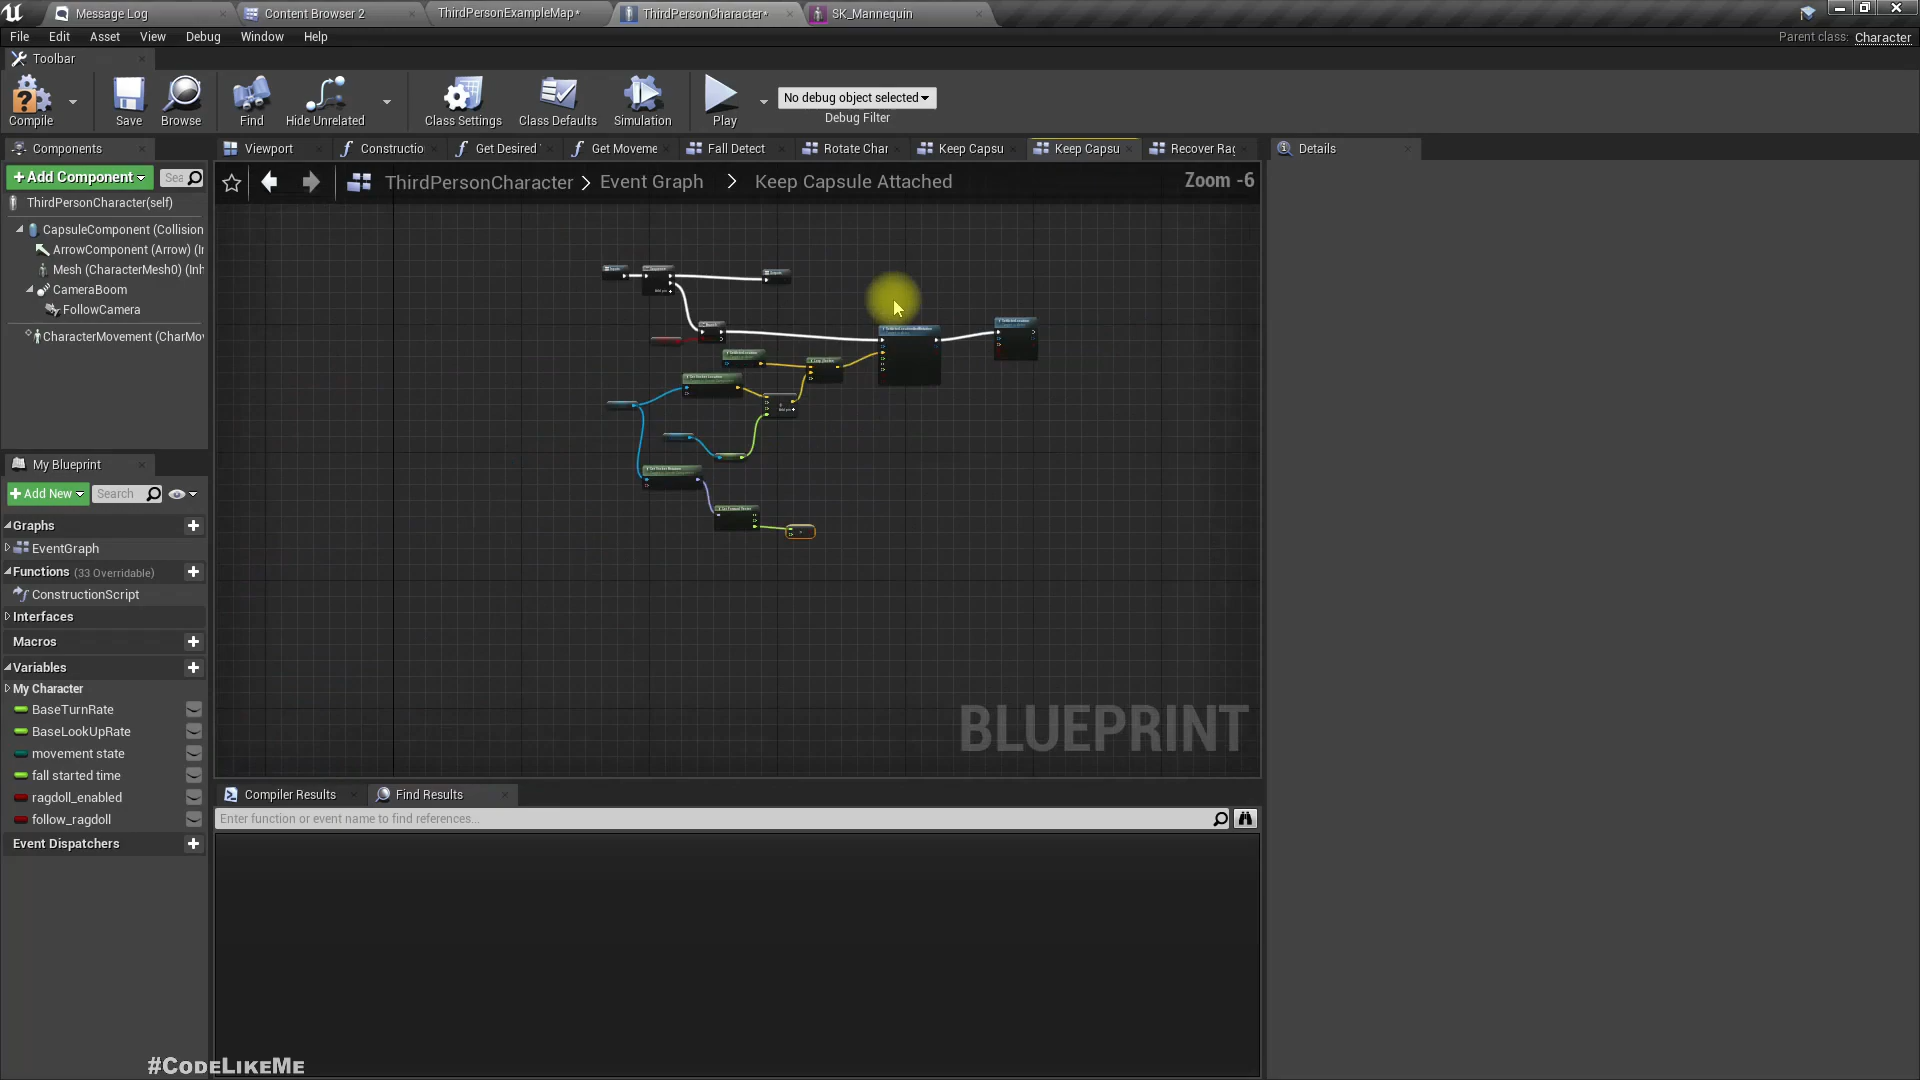 Message Log
Content Browser 2
ThirdPersonExampleMap*
ThirdPersonCharacter*
SK_Mannequin
File Edit Asset View Debug Window Help
Parent class: Character
Toolbar
Compile
Save
Browse
Find
Hide Unrelated
Class Settings
Class Defaults
Simulation
Play
No debug object selected
Debug Filter
Components
Viewport
Constructio
Get Desired
Get Moveme
Fall Detect
Rotate Char
Keep Capsu
Keep Capsu
Recover Rag
Details
+Add Component
Sea
ThirdPersonCharacter > Event Graph > Keep Capsule Attached
Zoom -6
ThirdPersonCharacter(self)
CapsuleComponent (Collision
ArrowComponent (Arrow) (I
Mesh (CharacterMesh0) (Inh
CameraBoom
FollowCamera
CharacterMovement (CharMo
My Blueprint
+Add New
Search
Graphs
EventGraph
Functions (33 Overridable)
ConstructionScript
Interfaces
Macros
Variables
My Character
BaseTurnRate
BaseLookUpRate
movement state
fall started time
ragdoll_enabled
follow_ragdoll
Event Dispatchers
BLUEPRINT
Compiler Results
Find Results
Enter function or event name to find references...
#CodeLikeMe